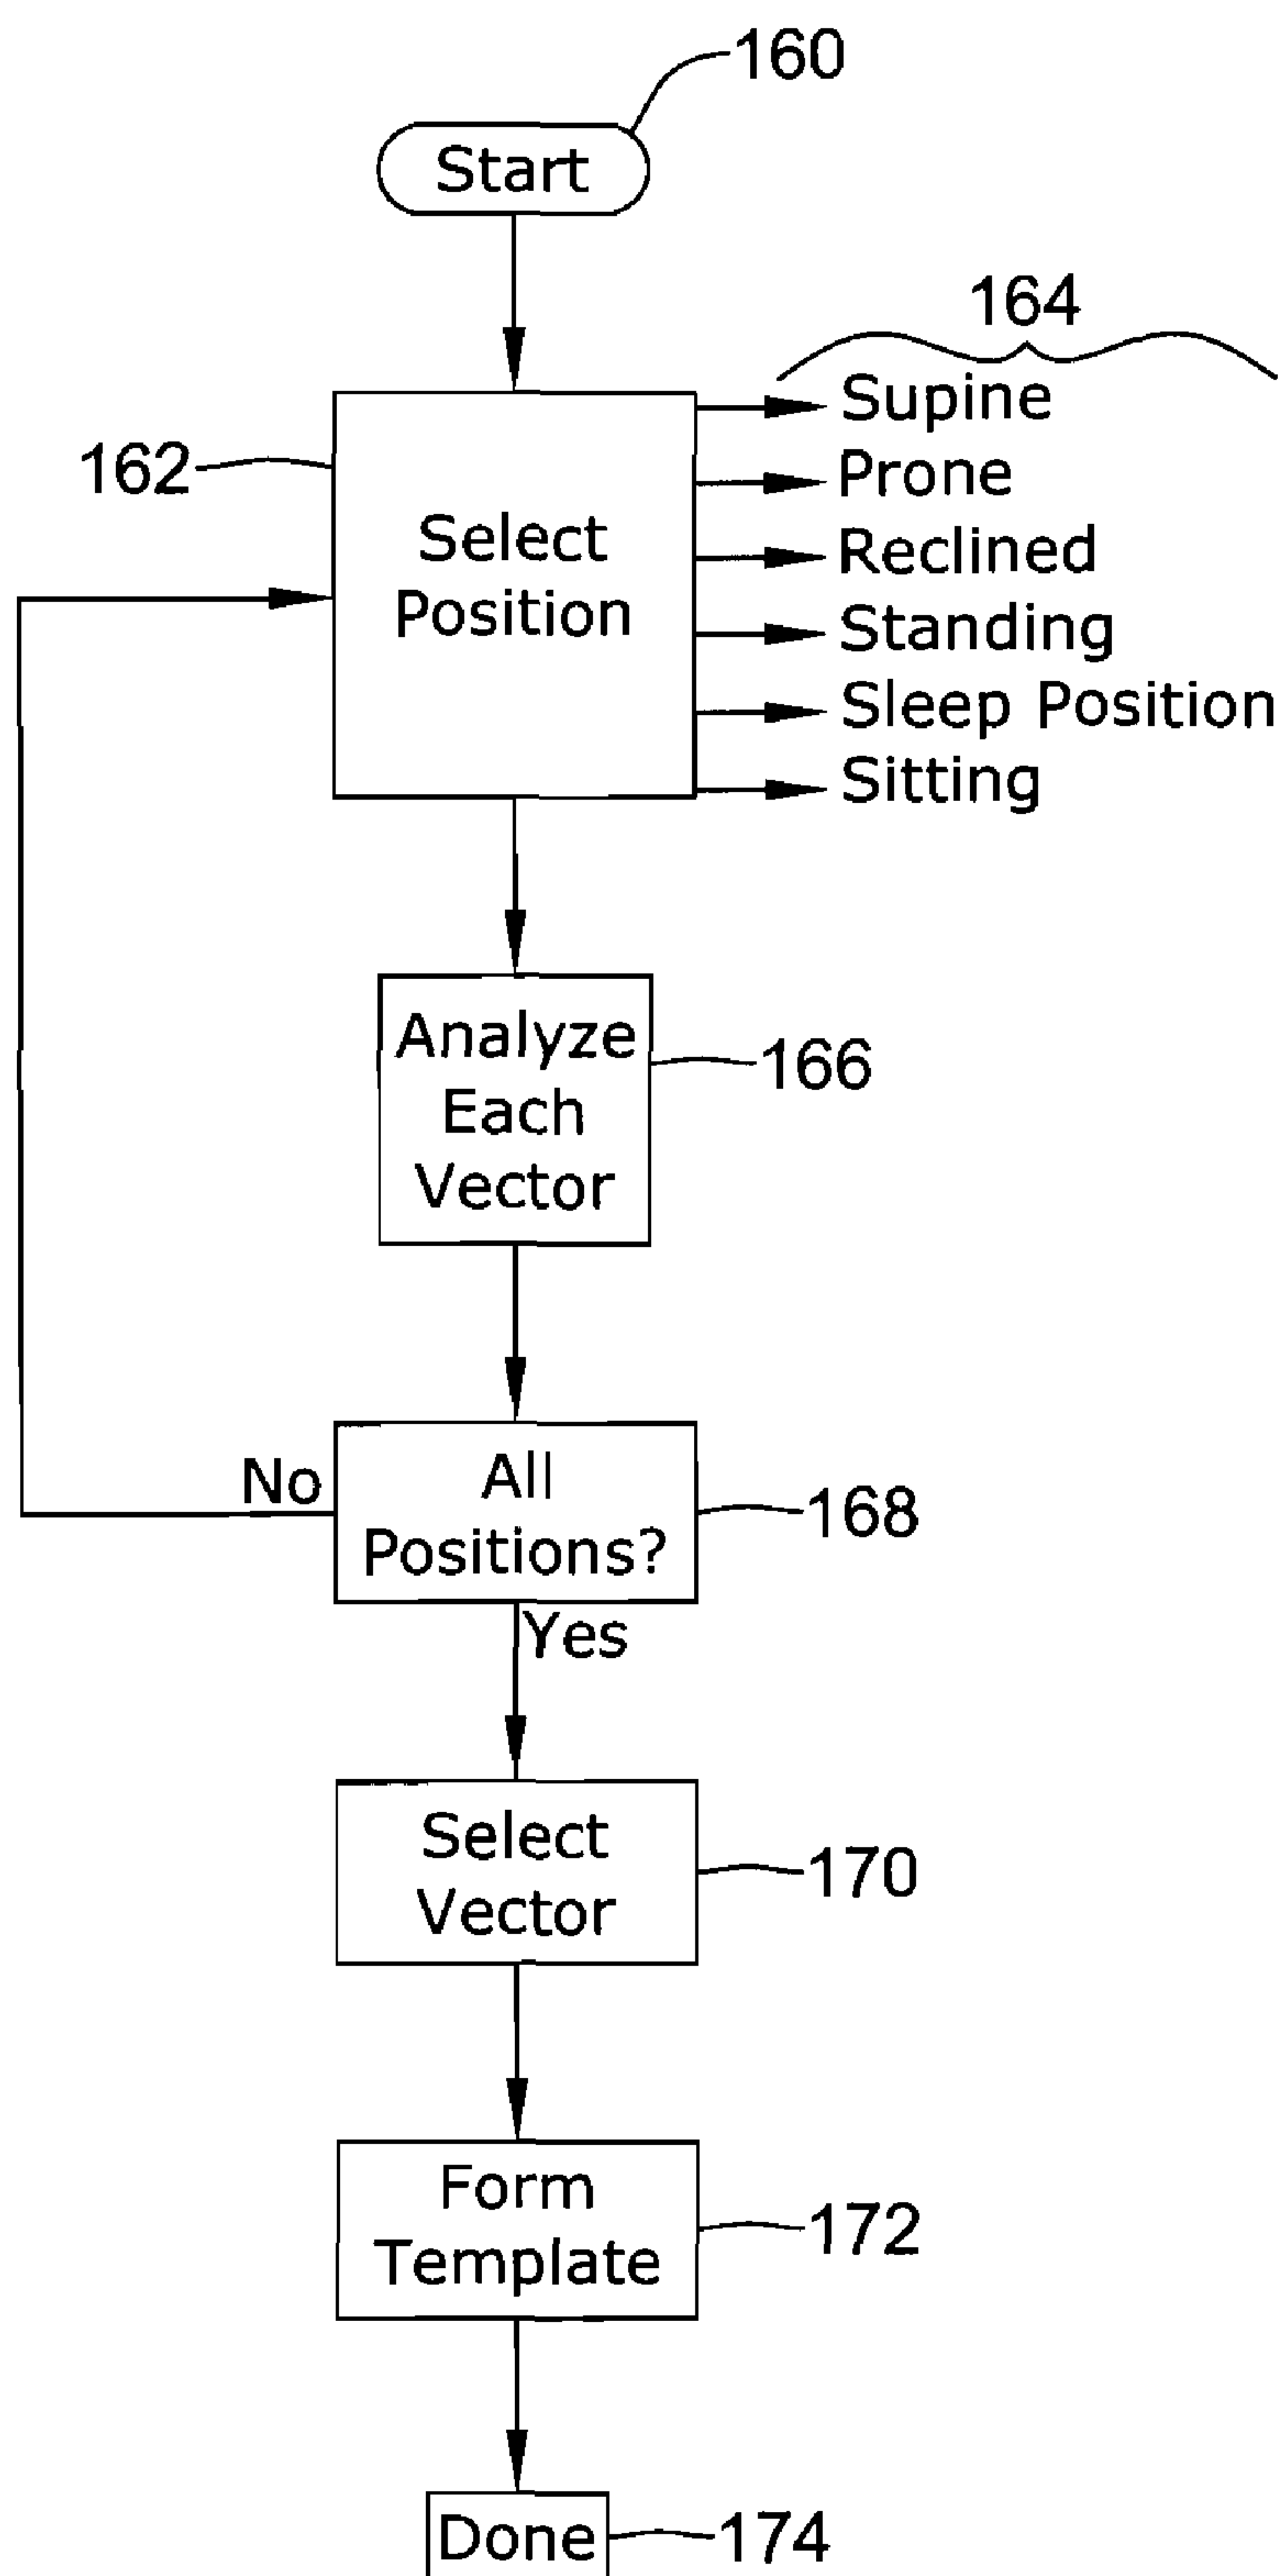 160
Start
164
162
Select
Position
Supine
Prone
Reclined
Standing
Sleep Position
Sitting
Analyze
Each
Vector
166
No
All
Positions?
168
Yes
Select
Vector
170
Form
Template
172
Done
174